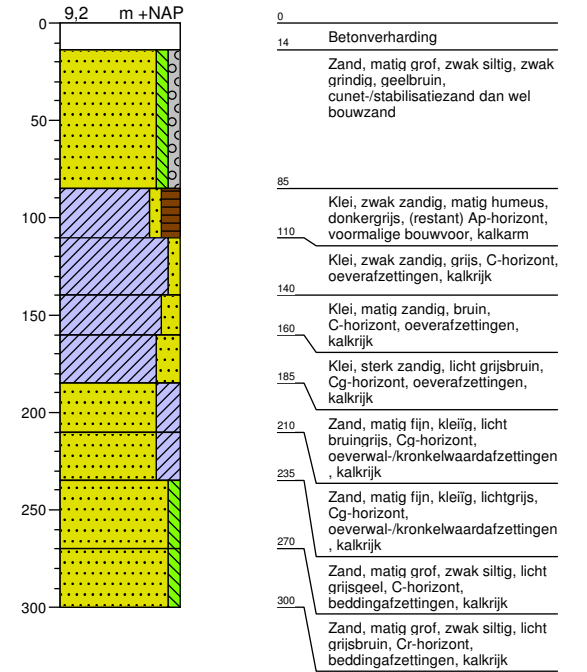 9,2 m +NAP
0
50
100
150
200
250
300
0
Betonverharding
14
Zand, matig grof, zwak siltig, zwak
grindig, geelbruin,
cunet-/stabilisatiezand dan wel
bouwzand
85
Klei, zwak zandig, matig humeus,
donkergrijs, (restant) Ap-horizont,
voormalige bouwvoor, kalkarm
110
Klei, zwak zandig, grijs, C-horizont,
oeverafzettingen, kalkrijk
140
Klei, matig zandig, bruin,
C-horizont, oeverafzettingen,
kalkrijk
160
Klei, sterk zandig, licht grijsbruin,
Cg-horizont, oeverafzettingen,
kalkrijk
185
Zand, matig fijn, kleiïg, licht
bruingrijs, Cg-horizont,
oeverwal-/kronkelwaardafzettingen
, kalkrijk
210
Zand, matig fijn, kleiïg, lichtgrijs,
Cg-horizont,
oeverwal-/kronkelwaardafzettingen
, kalkrijk
235
Zand, matig grof, zwak siltig, licht
grijsgeel, C-horizont,
beddingafzettingen, kalkrijk
270
Zand, matig grof, zwak siltig, licht
grijsbruin, Cr-horizont,
beddingafzettingen, kalkrijk
300